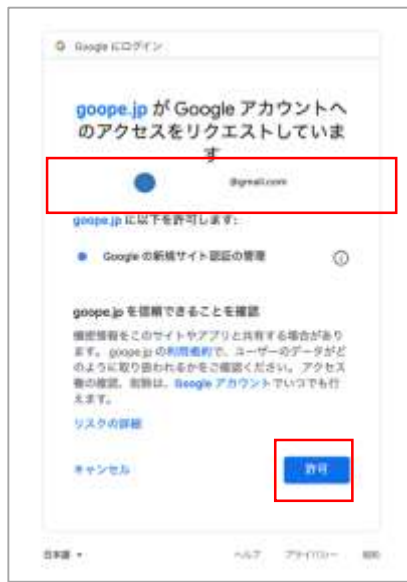 G Google にログイン
goope.jp が Google アカウントへ
のアクセスをリクエストしていま
す
@gmail.com
goope.jp に以下を許可します:
Google の新規サイト認証の管理
goope.jp を信頼できることを確認
機密情報をこのサイトやアプリと共有する場合があり
ます。 goope.jp の利用規約で、ユーザーのデータがど
のように取り扱われるかをご確認ください。 アクセス
権の確認、削除は、Google アカウントでいつでも行
えます。
リスクの詳細
キャンセル
許可
日本語
ヘルプ プライバシー 規約